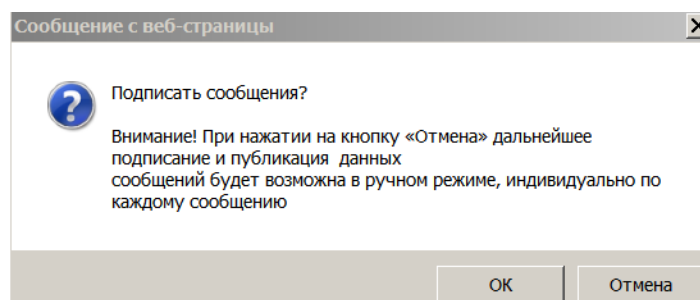 Сообщение с веб-страницы
Подписать сообщения?
Внимание! При нажатии на кнопку «Отмена» дальнейшее
подписание и публикация данных
сообщений будет возможна в ручном режиме, индивидуально по
каждому сообщению
ОК
Отмена